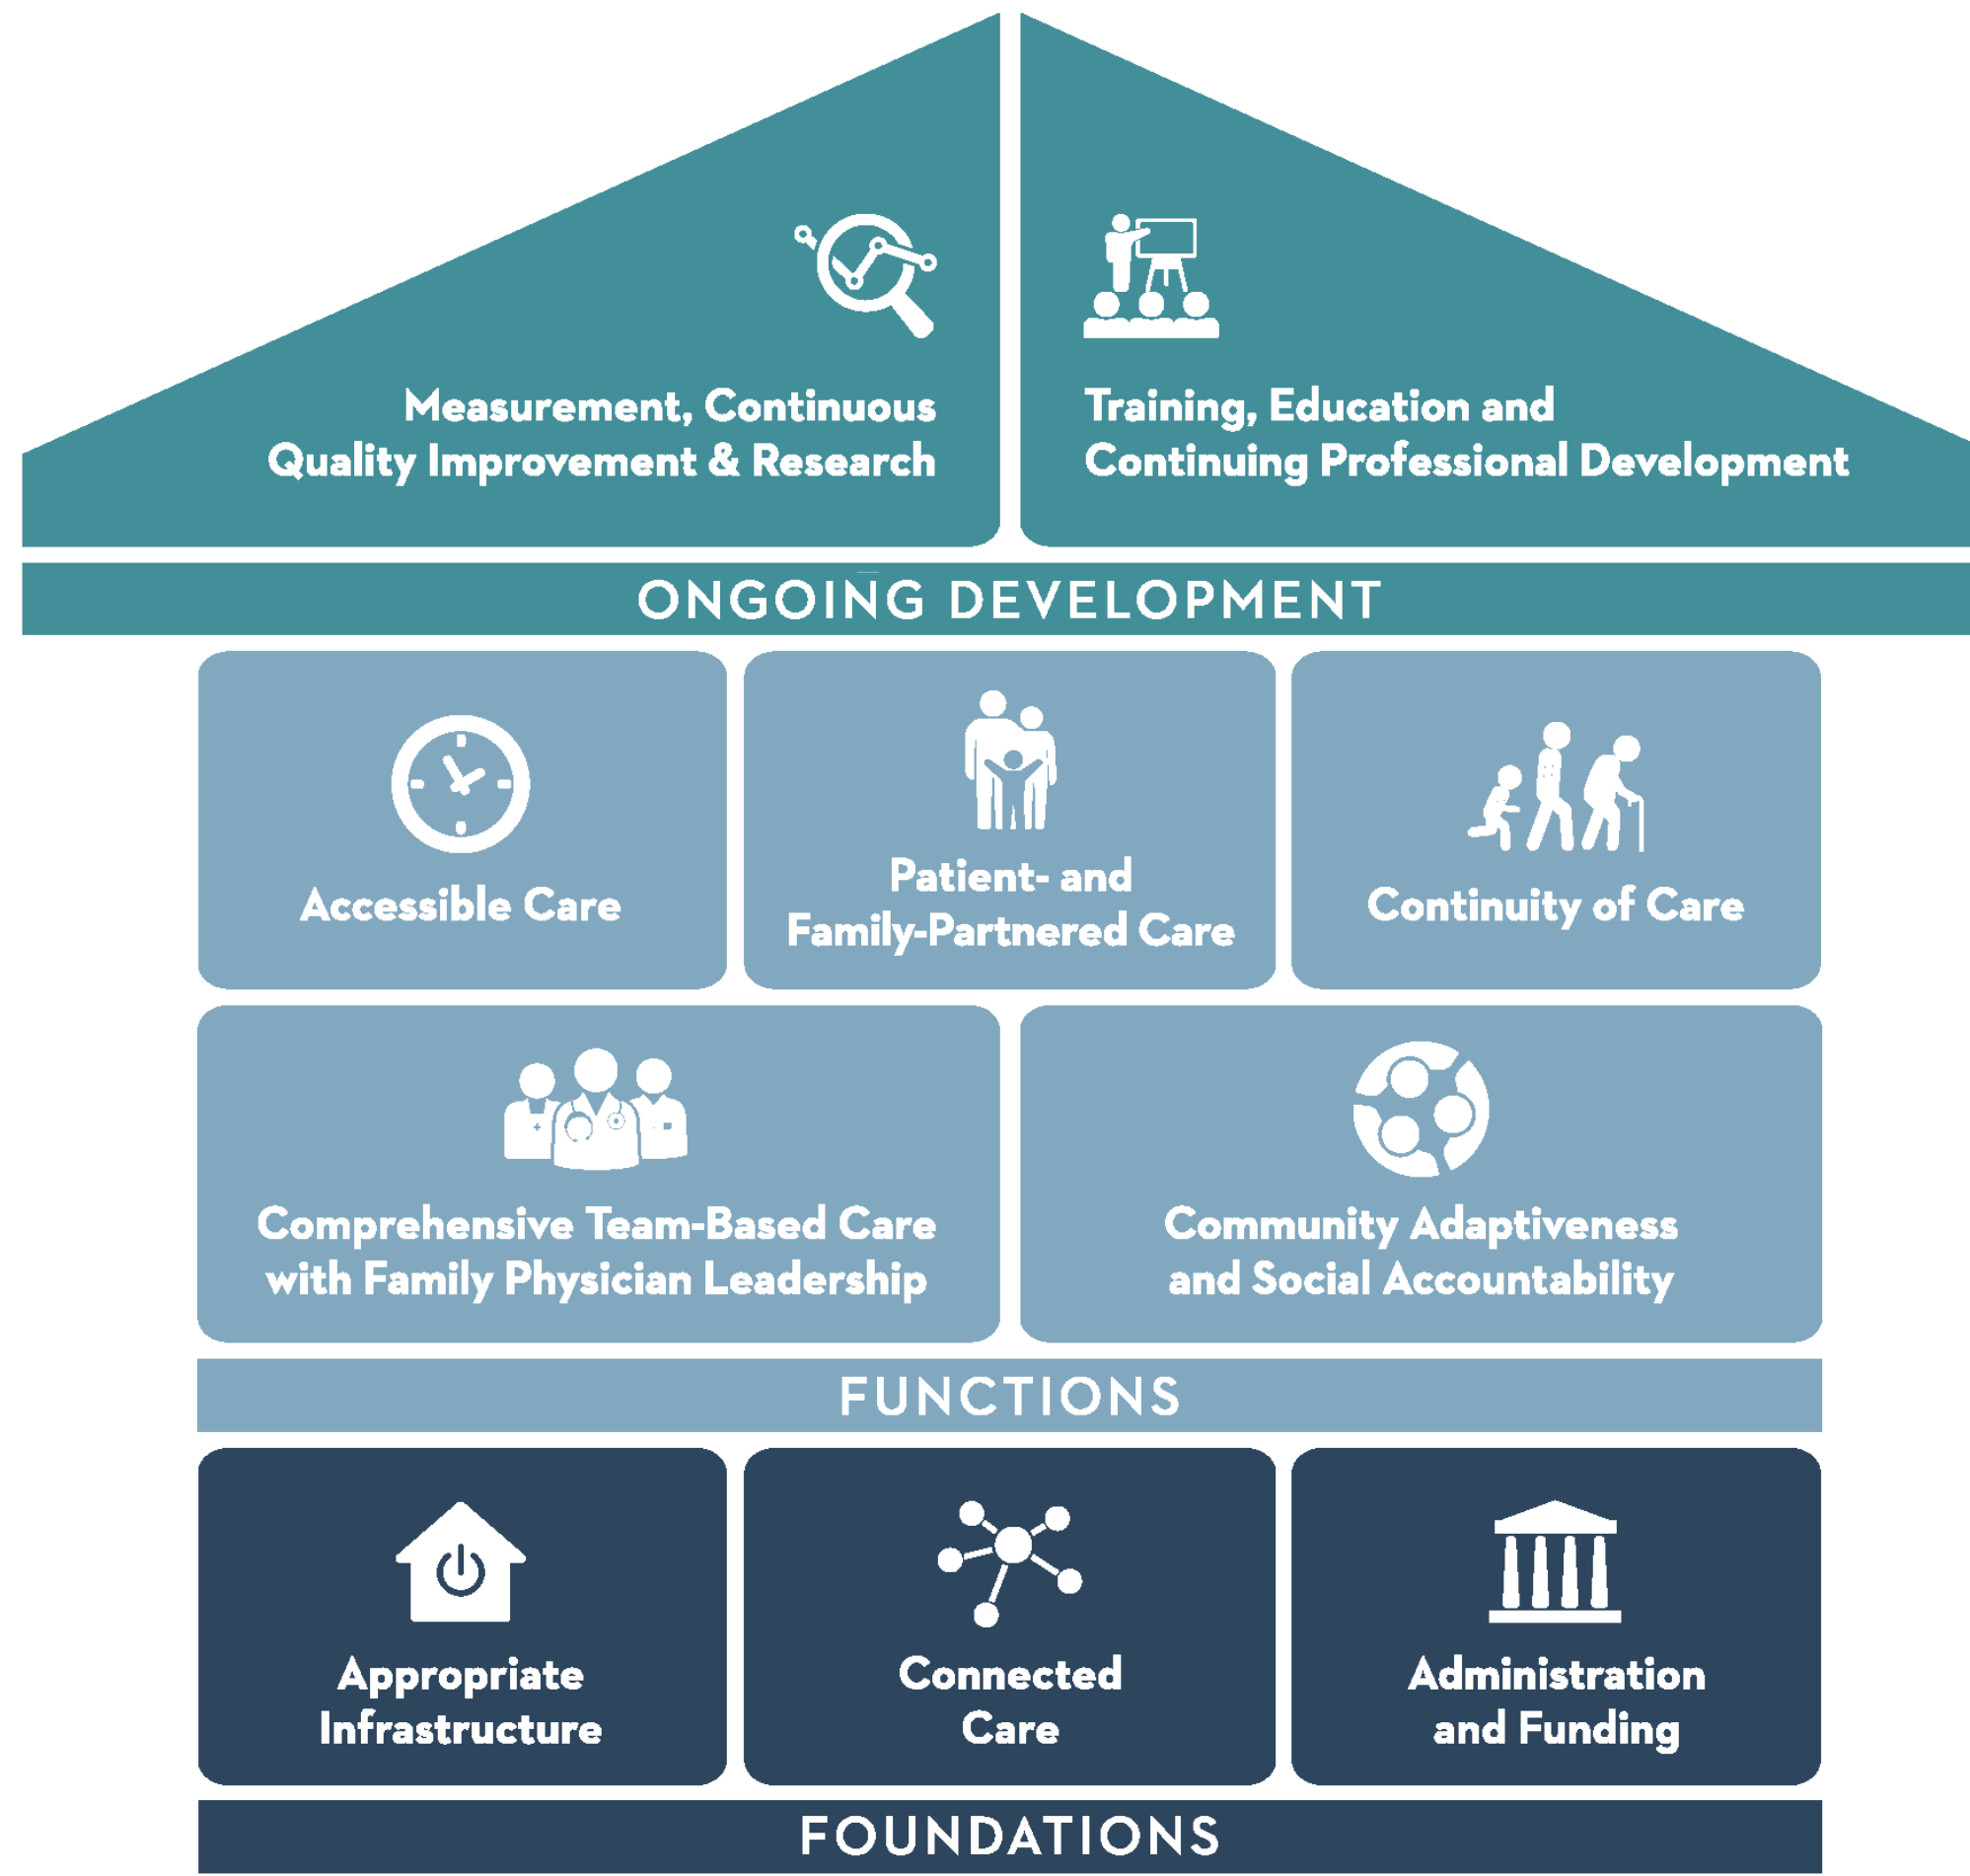 Measurement, Continuous
Quality Improvement & Research
Training, Education and
Continuing Professional Development
ONGOING DEVELOPMENT
Accessible Care
Patient- and
Family-Partnered Care
Continuity of Care
Comprehensive Team-Based Care
with Family Physician Leadership
Community Adaptiveness
and Social Accountability
FUNCTIONS
Appropriate
Infrastructure
Connected
Care
Administration
and Funding
FOUNDATIONS